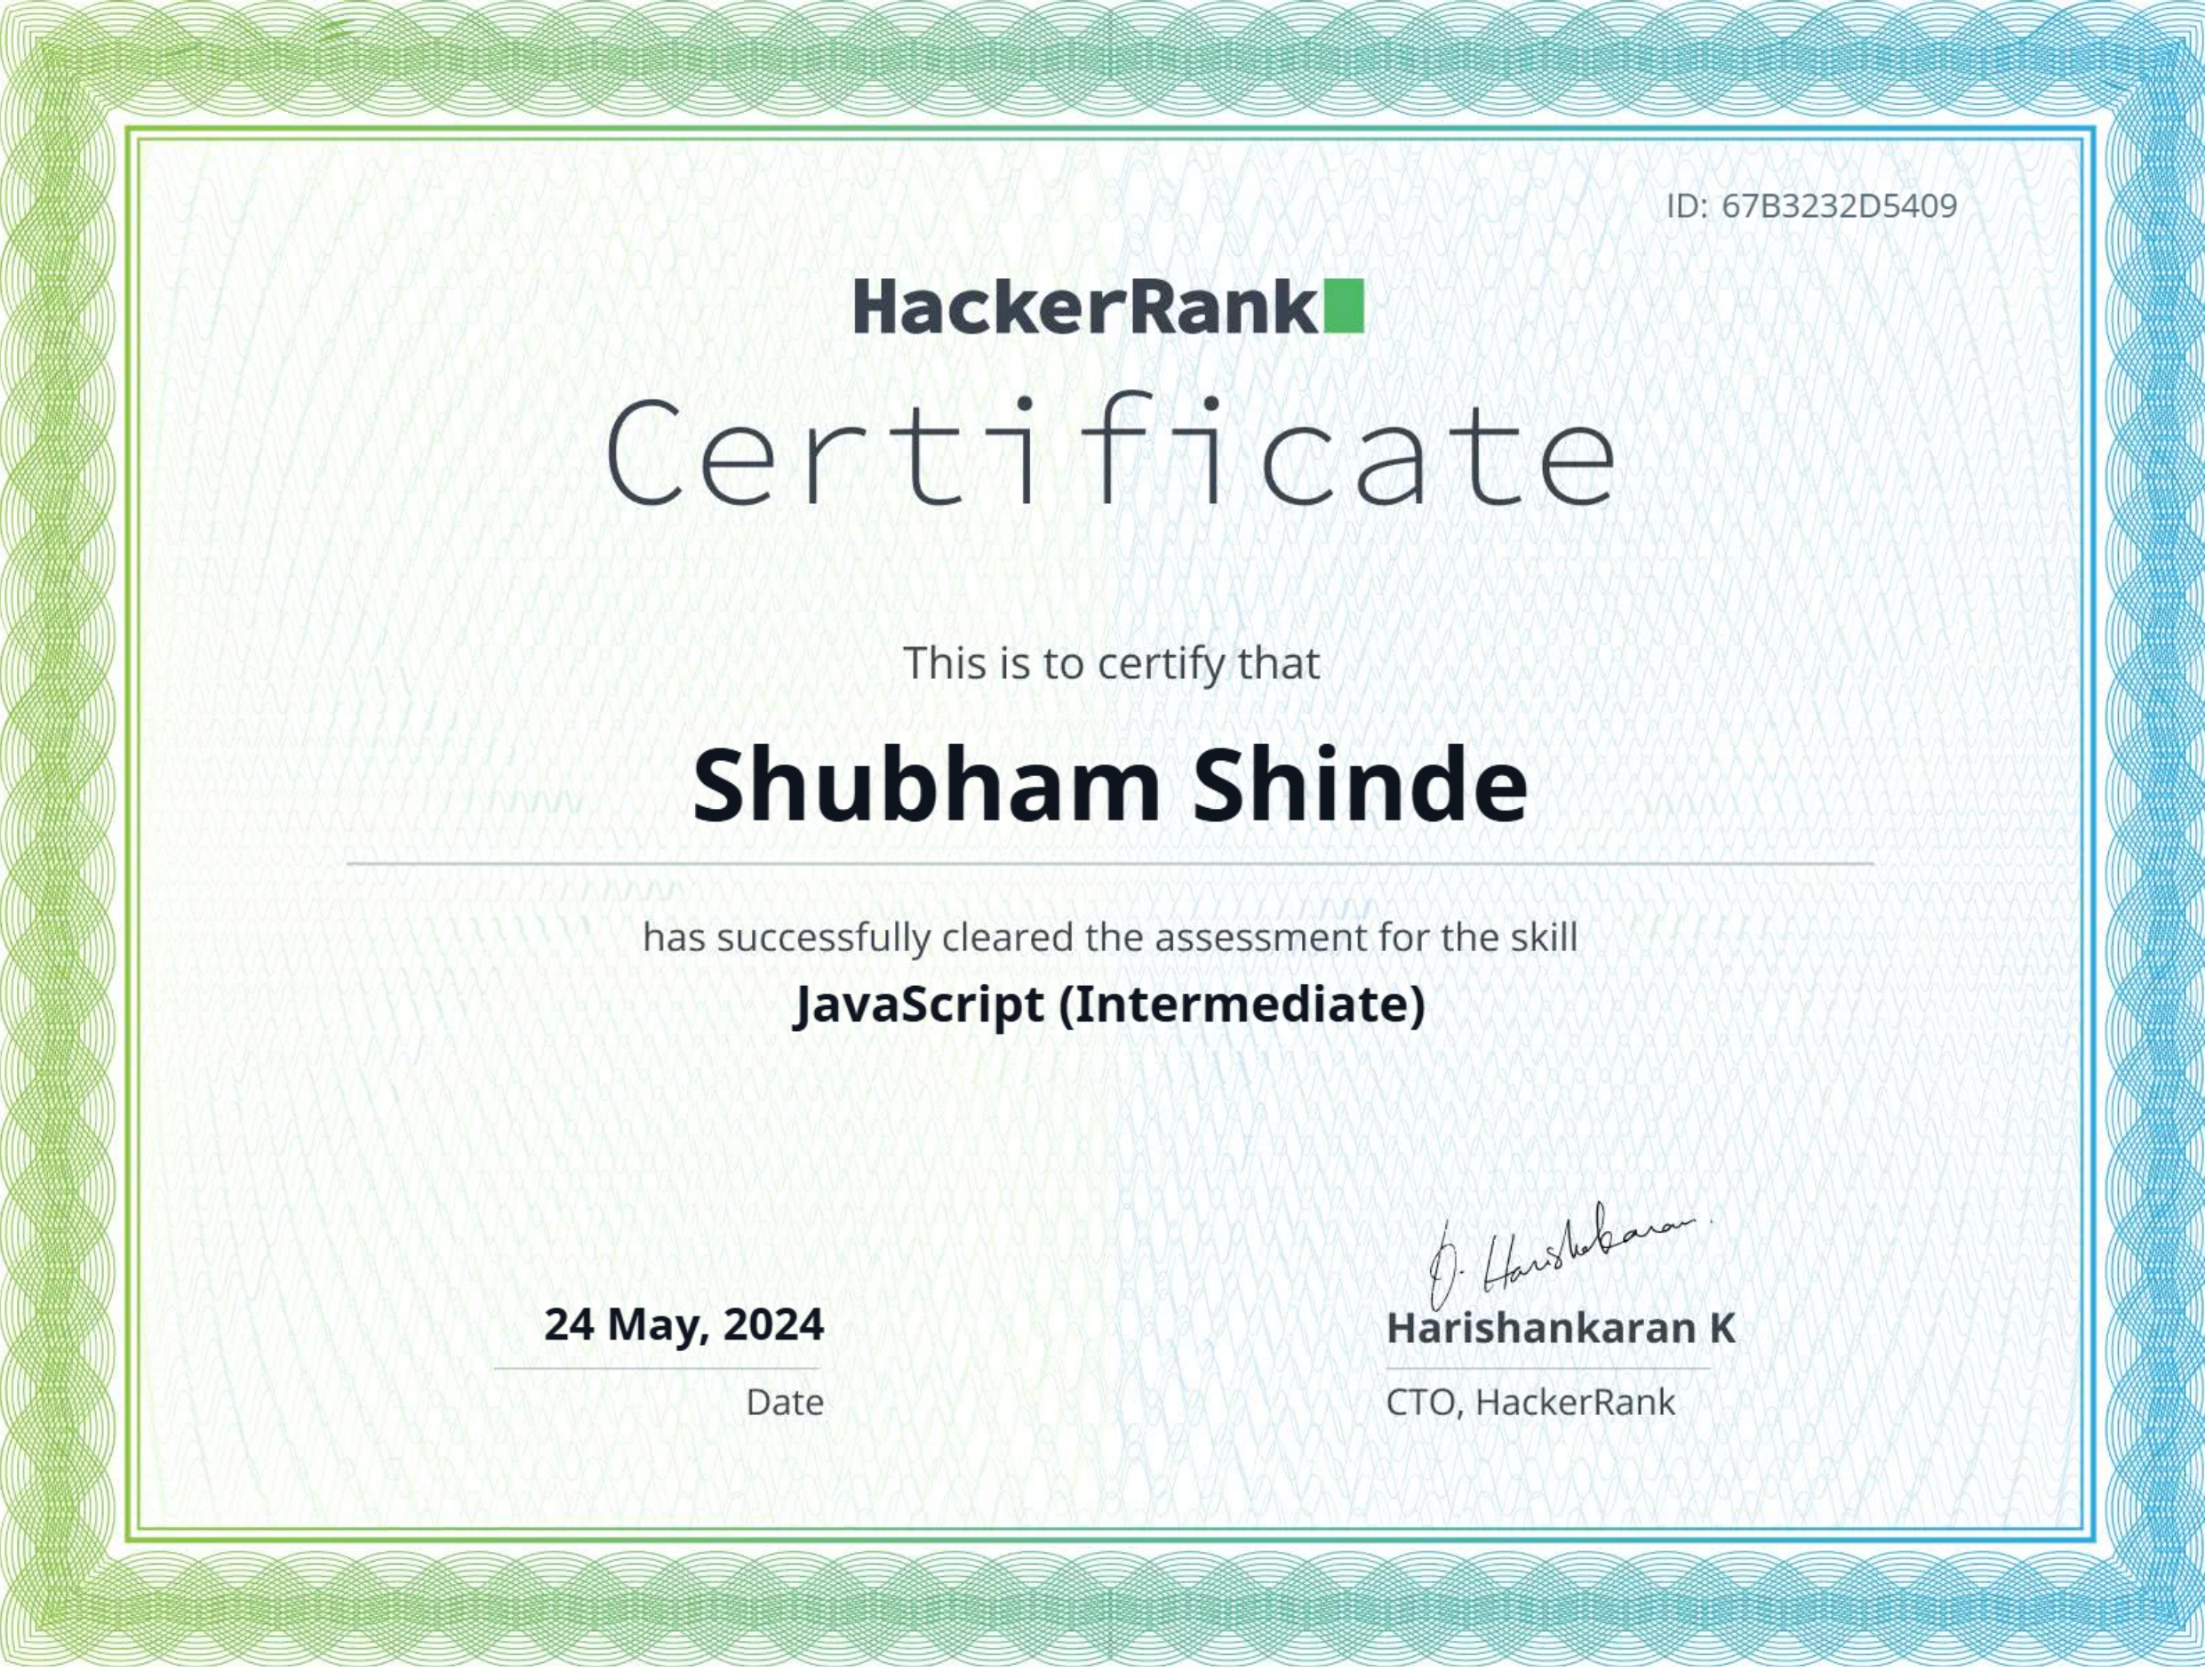 ID: 67B3232D5409
HackerRank
Certificate
This is to certify that
Shubham Shinde
has successfully cleared the assessment for the skill
JavaScript (Intermediate)
24 May, 2024
Date
Harishankaran K
CTO, HackerRank